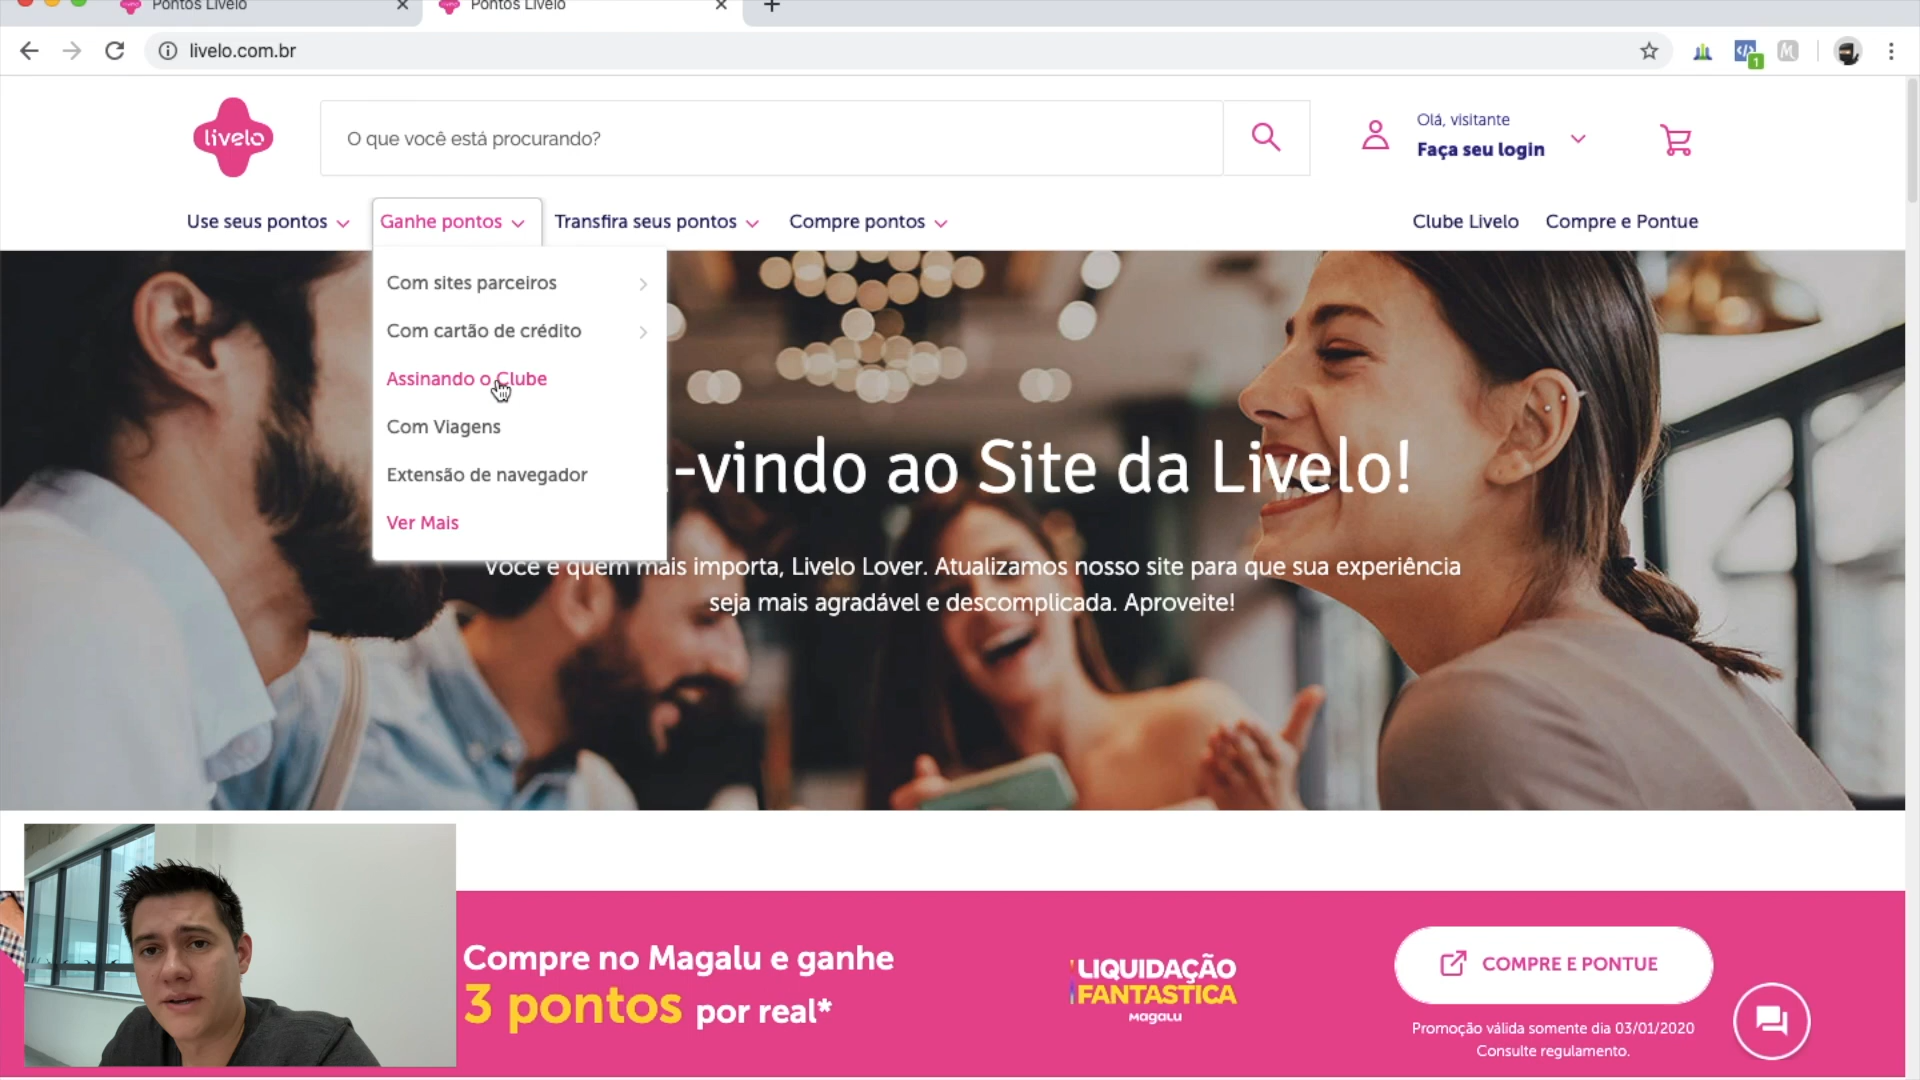 Pontos Livelo
Pontos Livelo
livelo.com.br
1
livelo
O que você está procurando?
Olá, visitante
Faça seu login
Use seus pontos
Ganhe pontos
Transfira seus pontos
Compre pontos
Clube Livelo
Compre e Pontue
Com sites parceiros
Com cartão de crédito
Assinando o Clube
Com Viagens
Extensão de navegador
Ver Mais
-vindo ao Site da Livelo!
Você é quem mais importa, Livelo Lover. Atualizamos nosso site para que sua experiência
seja mais agradável e descomplicada. Aproveite!
Compre no Magalu e ganhe
3 pontos por real*
LIQUIDAÇÃO
FANTASTICA
Magalu
COMPRE E PONTUE
Promoção válida somente dia 03/01/2020
Consulte regulamento.